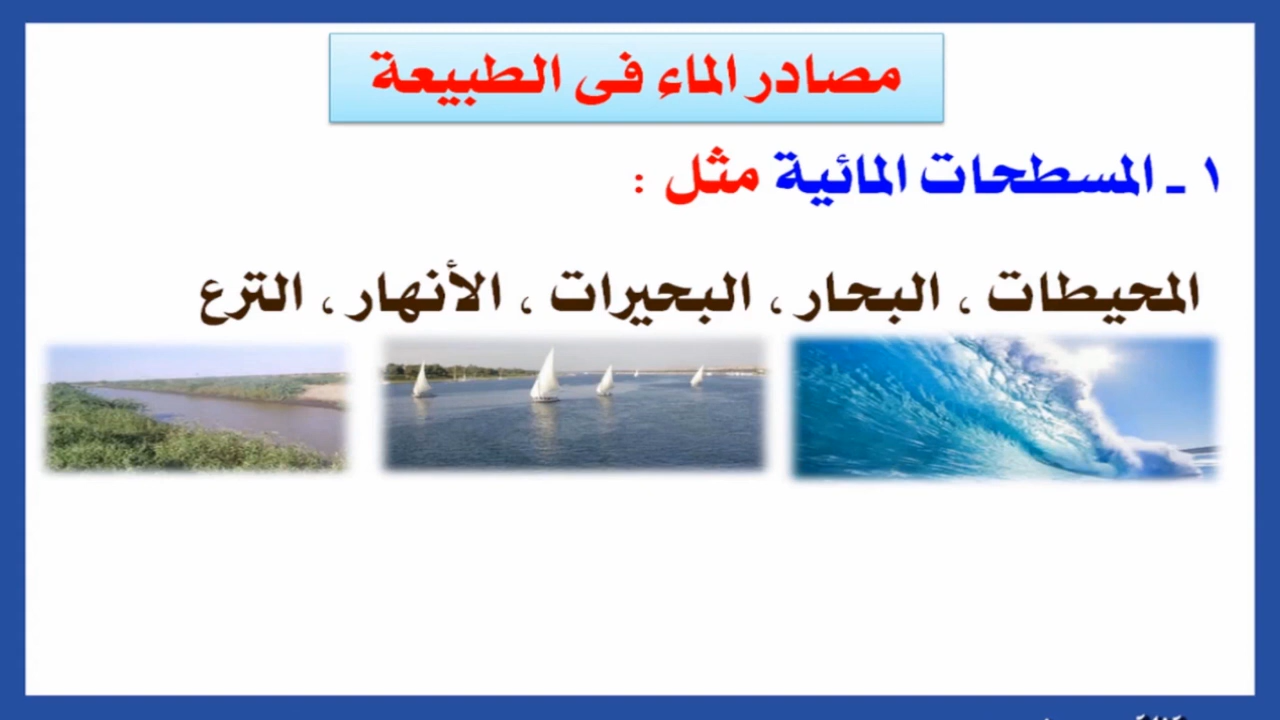 مصادر الماء فى الطبيعة
١ ـ المسطحات المائية مثل :
المحيطات ، البحار ، البحيرات ، الأنهار ، الترع